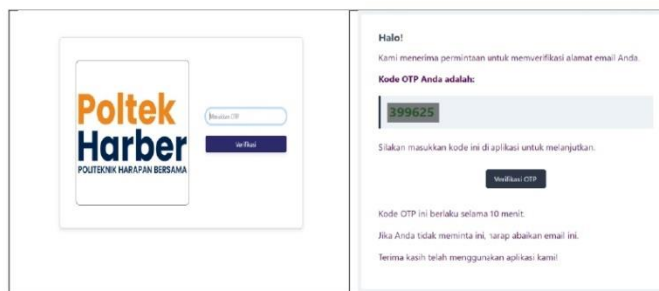 Poltek
Harber
POLITEKNIK HARAPAN BERSAMA
Masukkan OTP
Verifikasi
Halo!
Kami menerima permintaan untuk memverifikasi alamat email Anda.
Kode OTP Anda adalah:
399625
Silakan masukkan kode ini di aplikasi untuk melanjutkan.
Verifikasi OTP
Kode OTP ini berlaku selama 10 menit.
Jika Anda tidak meminta ini, harap abaikan email ini.
Terima kasih telah menggunakan aplikasi kami!